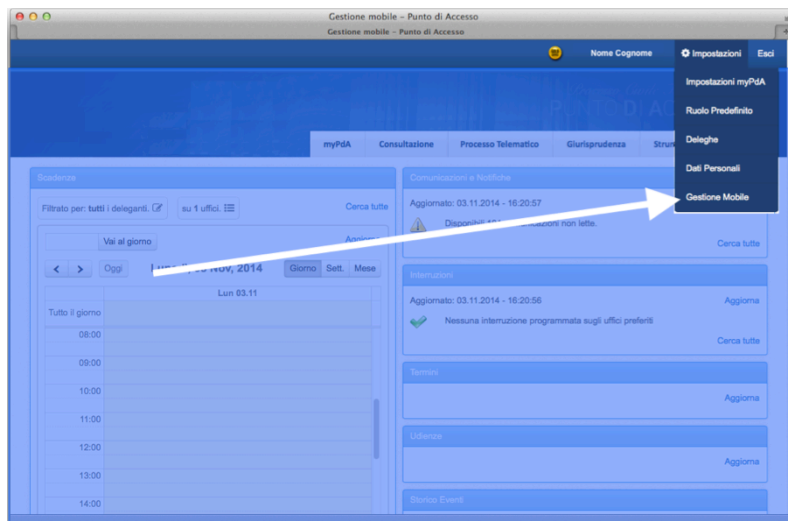 Gestione mobile – Punto di Accesso
Gestione mobile – Punto di Accesso
Nome Cognome
Impostazioni
Esci
Impostazioni myPdA
Ruolo Predefinito
Deleghe
Dati Personali
Gestione Mobile
myPdA
Consultazione
Processo Telematico
Giurisprudenza
Scadenze
Filtrato per: tutti i deleganti.
su 1 uffici.
Cerca tutte
Vai al giorno
Oggi
Nov, 2014
Giorno
Sett.
Mese
Lun 03.11
Tutto il giorno
08:00
09:00
10:00
11:00
12:00
13:00
14:00
Comunicazioni e Notifiche
Aggiornato: 03.11.2014 - 16:20:57
Disponibili
non lette.
Cerca tutte
Interruzioni
Aggiornato: 03.11.2014 - 16:20:56
Aggiorna
Nessuna interruzione programmata sugli uffici preferiti
Cerca tutte
Termini
Aggiorna
Udienze
Aggiorna
Storico Eventi